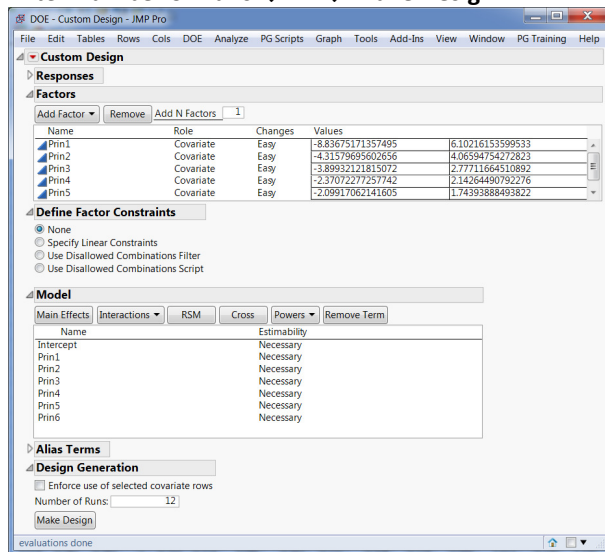 DOE - Custom Design - JMP Pro
File Edit Tables Rows Cols DOE Analyze PG Scripts Graph Tools Add-Ins View Window PG Training Help
Custom Design
Responses
Factors
Add Factor Remove Add N Factors 1
Name Role Changes Values
Prin1 Covariate Easy -8.83675171357495 6.10216153599533
Prin2 Covariate Easy -4.31579695602656 4.06594754272823
Prin3 Covariate Easy -3.89932121815072 2.77711664510892
Prin4 Covariate Easy -2.37072277257742 2.14264490792276
Prin5 Covariate Easy -2.09917062141605 1.74393888493822
Define Factor Constraints
None
Specify Linear Constraints
Use Disallowed Combinations Filter
Use Disallowed Combinations Script
Model
Main Effects Interactions RSM Cross Powers Remove Term
Name Estimability
Intercept Necessary
Prin1 Necessary
Prin2 Necessary
Prin3 Necessary
Prin4 Necessary
Prin5 Necessary
Prin6 Necessary
Alias Terms
Design Generation
Enforce use of selected covariate rows
Number of Runs: 12
Make Design
evaluations done